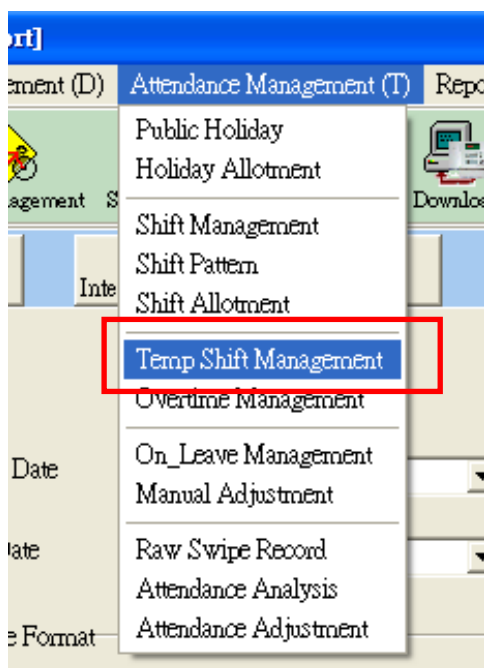 ort]
ement (D) Attendance Management (T) Repo
Public Holiday
Holiday Allotment
agement S Downloa
Shift Management
Shift Pattern
Inte
Shift Allotment
Temp Shift Management
Overtime Management
On_Leave Management
Date
Manual Adjustment
Raw Swipe Record
ate
Attendance Analysis
Attendance Adjustment
e Format